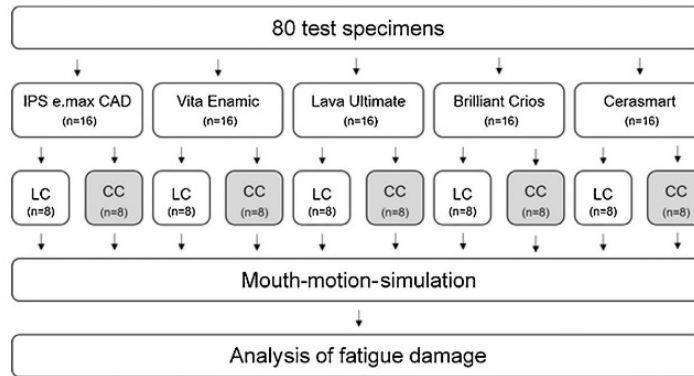 80 test specimens
IPS e.max CAD
(n=16)
Vita Enamic
(n=16)
Lava Ultimate
(n=16)
Brilliant Crios
(n=16)
Cerasmart
(n=16)
LC
(n=8)
CC
(n=8)
LC
(n=8)
CC
(n=8)
LC
(n=8)
CC
(n=8)
LC
(n=8)
CC
(n=8)
LC
(n=8)
CC
(n=8)
Mouth-motion-simulation
Analysis of fatigue damage